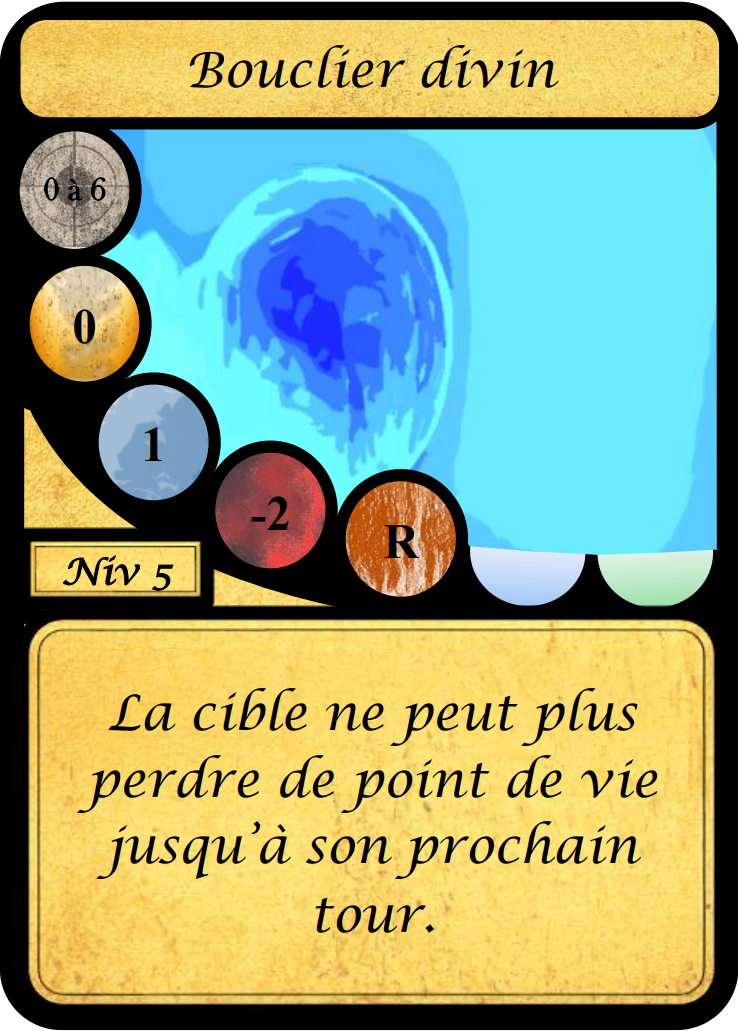 Bouclier divin
0 à 6
0
1
-2
R
Niv 5
La cible ne peut plus
perdre de point de vie
jusqu’à son prochain
tour.